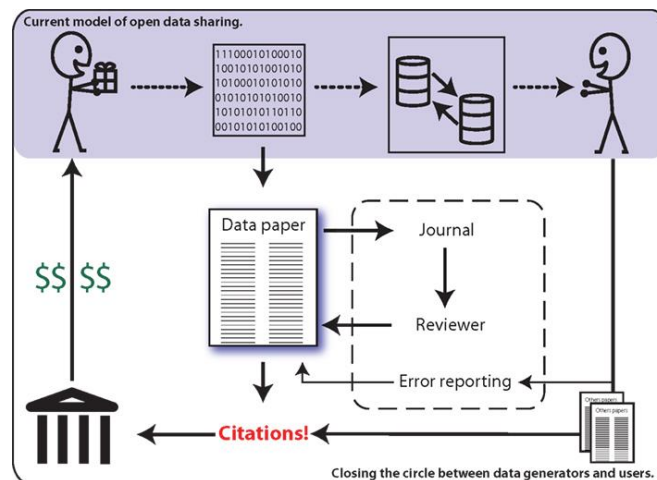 Current model of open data sharing.
11100010100010
10010101001010
10100010101010
01010101010010
01010101011010110
00101010100100
Data paper
Journal
$$ $$
Reviewer
Error reporting
Others papers
Others papers
Citations!
Closing the circle between data generators and users.